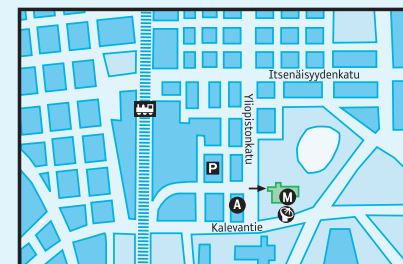 Itsenäisyydenkatu
Yliopistonkatu
P
M
A
Kalevantie